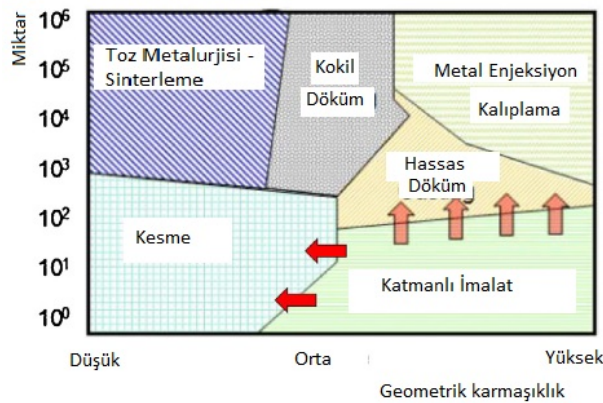 Miktar
10⁶
10⁵
10⁴
10³
10²
10¹
10⁰
Toz Metalurjisi -
Sinterleme
Kokil
Döküm
Metal Enjeksiyon
Kalıplama
Hassas
Döküm
Kesme
Katmanlı İmalat
Düşük
Orta
Yüksek
Geometrik karmaşıklık